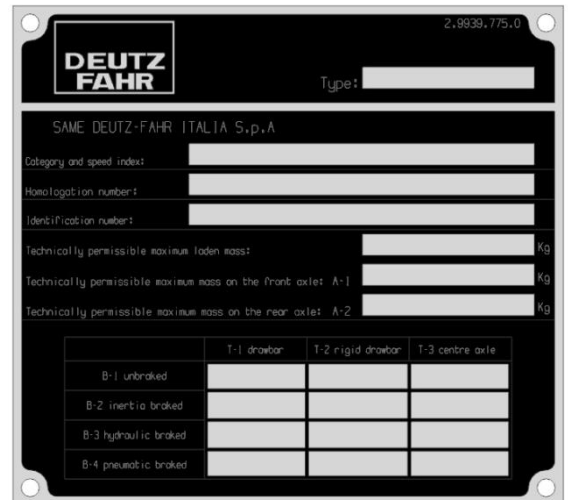 2.9939.775.0
DEUTZ
FAHR
Type:
SAME DEUTZ-FAHR ITALIA S.p.A
Category and speed index:
Homologation number:
Identification number:
Technically permissible maximum laden mass: Kg
Technically permissible maximum mass on the front axle: A-1 Kg
Technically permissible maximum mass on the rear axle: A-2 Kg
T-1 drawbar T-2 rigid drawbar T-3 centre axle
B-1 unbraked
B-2 inertia braked
B-3 hydraulic braked
B-4 pneumatic braked